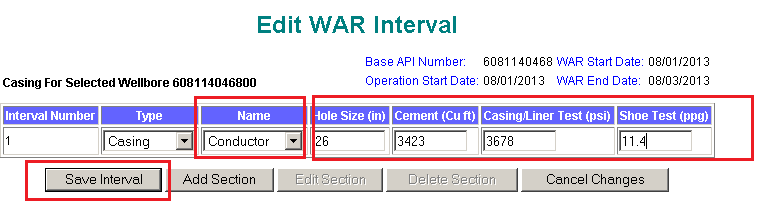 Edit WAR Interval
Base API Number: 6081140468 WAR Start Date: 08/01/2013
Casing For Selected Wellbore 608114046800 Operation Start Date: 08/01/2013 WAR End Date: 08/03/2013
Interval Number Type Name Hole Size (in) Cement (Cu ft) Casing/Liner Test (psi) Shoe Test (ppg)
1 Casing Conductor 26 3423 3678 11.4
Save Interval Add Section Edit Section Delete Section Cancel Changes